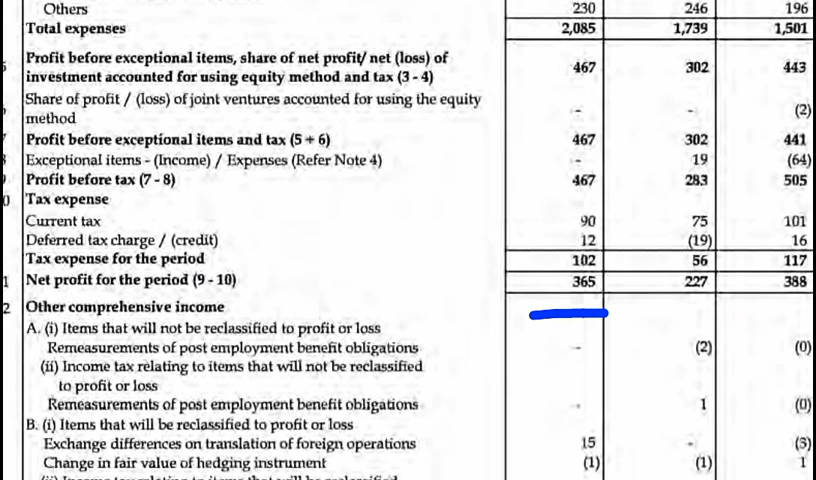 Others 230 246 196
Total expenses 2,085 1,739 1,501
Profit before exceptional items, share of net profit/ net (loss) of
investment accounted for using equity method and tax (3 - 4) 467 302 443
Share of profit / (loss) of joint ventures accounted for using the equity
method - - (2)
7 Profit before exceptional items and tax (5 + 6) 467 302 441
Exceptional items - (Income) / Expenses (Refer Note 4) - 19 (64)
Profit before tax (7 - 8) 467 283 505
0 Tax expense
Current tax 90 75 101
Deferred tax charge / (credit) 12 (19) 16
Tax expense for the period 102 56 117
1 Net profit for the period (9 - 10) 365 227 388
2 Other comprehensive income
A. (i) Items that will not be reclassified to profit or loss
Remeasurements of post employment benefit obligations - (2) (0)
(ii) Income tax relating to items that will not be reclassified
to profit or loss
Remeasurements of post employment benefit obligations - 1 (0)
B. (i) Items that will be reclassified to profit or loss
Exchange differences on translation of foreign operations 15 - (3)
Change in fair value of hedging instrument (1) (1) 1